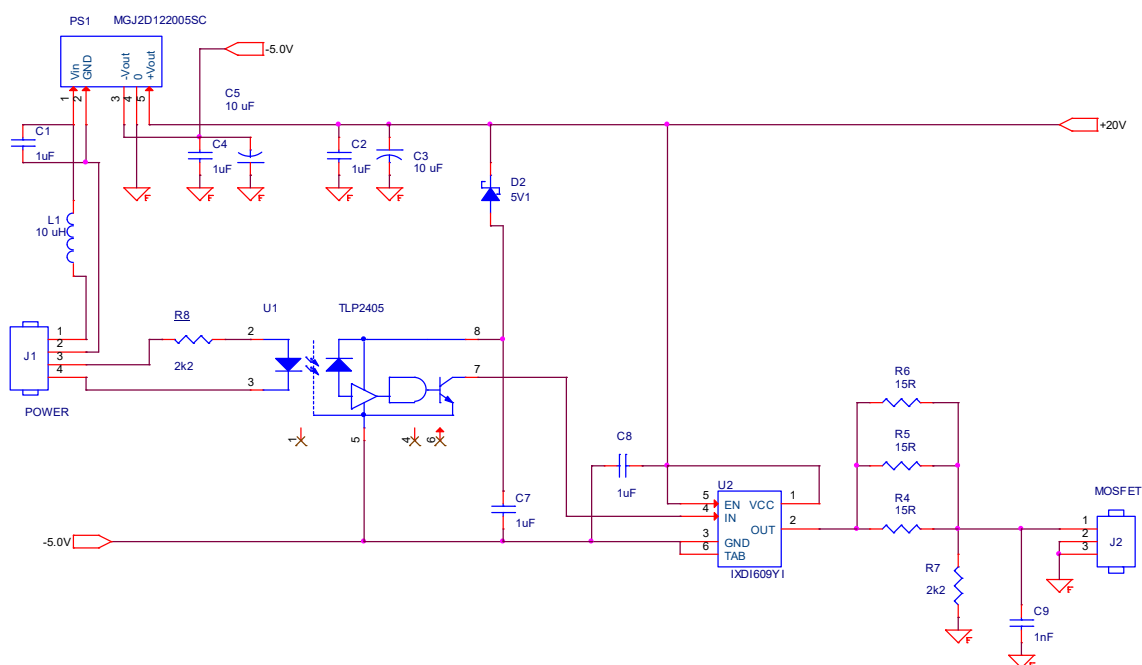 PS1 MGJ2D122005SC
-5.0V
Vin
GND
-Vout
0
+Vout
1
2
3
4
5
C5
10 uF
C1
1uF
C4
1uF
C2
1uF
C3
10 uF
+20V
D2
5V1
F
F
F
F
F
L1
10 uH
U1
TLP2405
R8
2k2
2
3
8
7
1
5
4
6
J1
1
2
3
4
POWER
C8
1uF
C7
1uF
-5.0V
U2
5
4
3
6
EN
IN
GND
TAB
VCC
OUT
1
2
IXDI609YI
R6
15R
R5
15R
R4
15R
R7
2k2
F
C9
1nF
F
MOSFET
1
2
3
J2
F